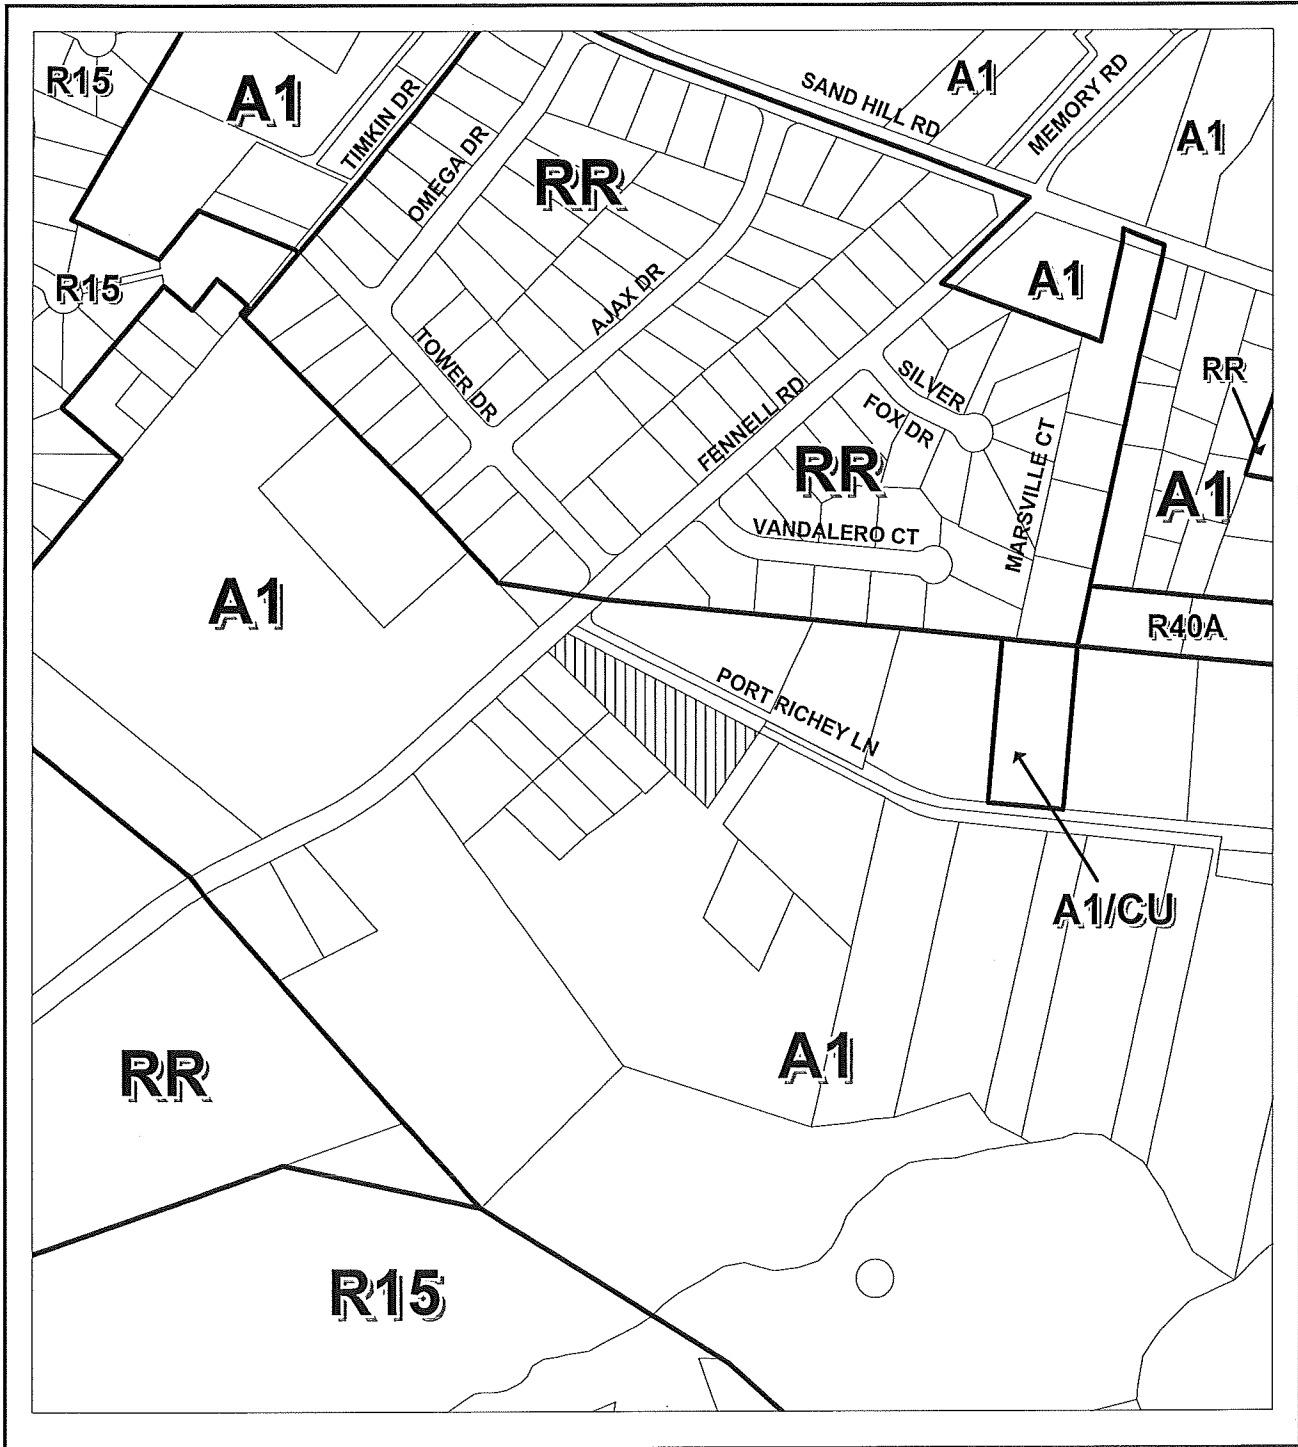 R15
A1
TIMKIN DR
OMEGA DR
RR
SAND HILL RD
A1
MEMORY RD
A1
R15
AJAX DR
TOWER DR
A1
FENNELL RD
SILVER
FOX DR
RR
MARSVILLE CT
RR
A1
VANDALERO CT
A1
R40A
PORT RICHEY LN
A1/CU
A1
RR
R15